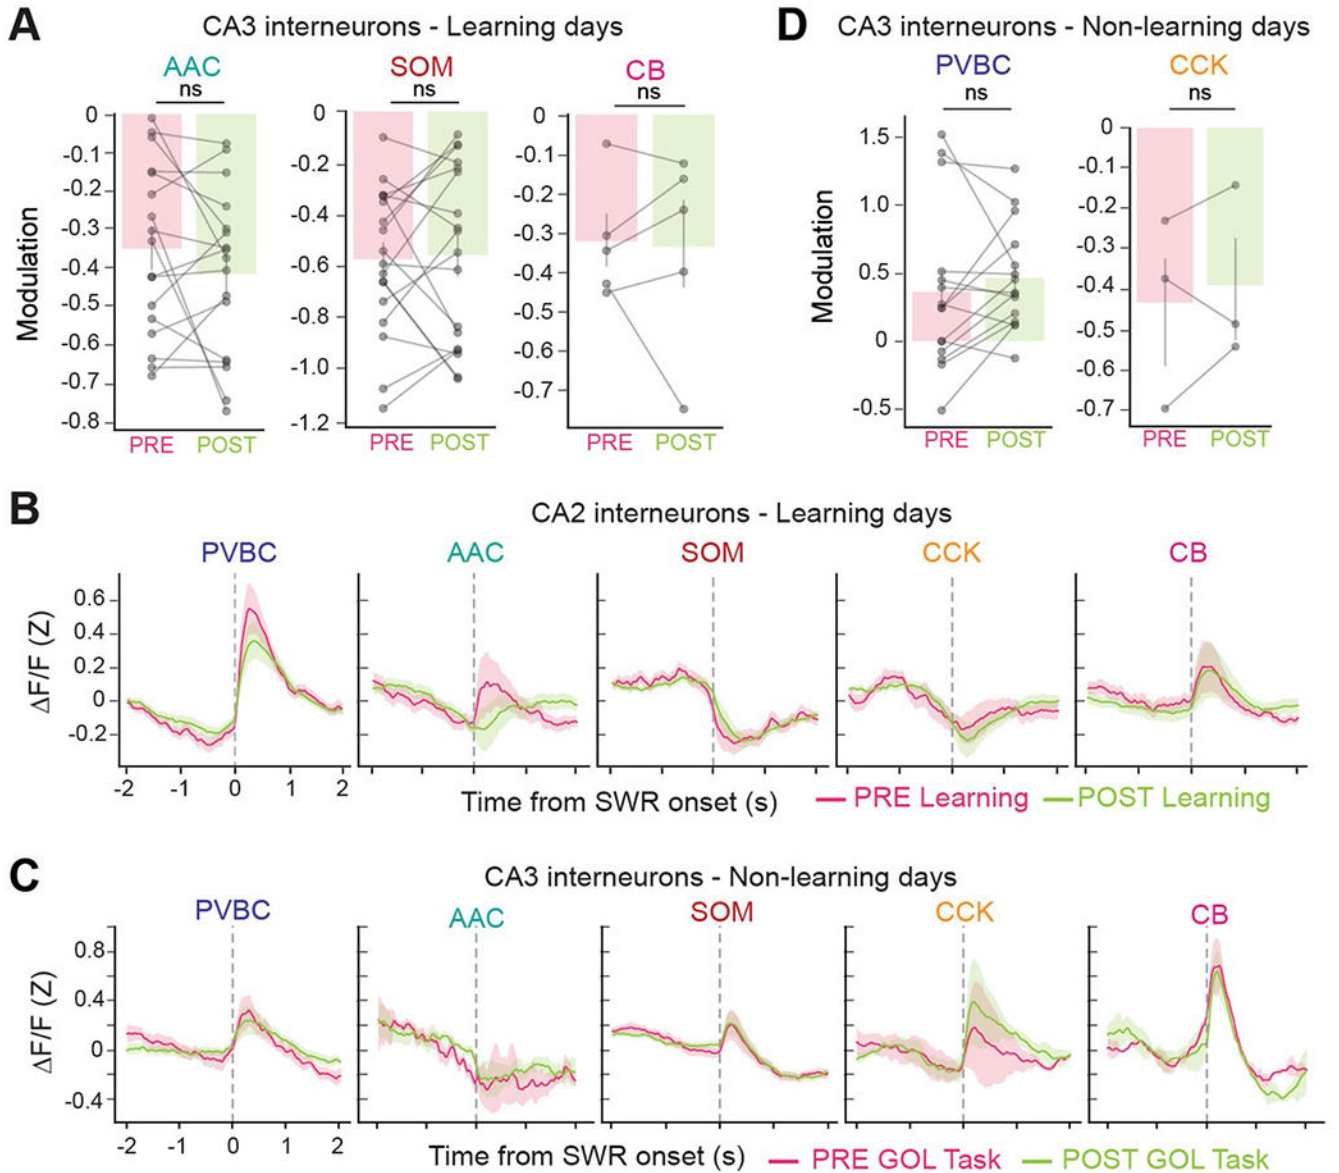 A
CA3 interneurons - Learning days
AAC
SOM
CB
ns
ns
ns
Modulation
0
-0.1
-0.2
-0.3
-0.4
-0.5
-0.6
-0.7
-0.8
PRE
POST
0
-0.2
-0.4
-0.6
-0.8
-1.0
-1.2
PRE
POST
0
-0.1
-0.2
-0.3
-0.4
-0.5
-0.6
-0.7
PRE
POST
D
CA3 interneurons - Non-learning days
PVBC
CCK
ns
ns
Modulation
1.5
1.0
0.5
0
-0.5
PRE
POST
0
-0.1
-0.2
-0.3
-0.4
-0.5
-0.6
-0.7
PRE
POST
B
CA2 interneurons - Learning days
PVBC
AAC
SOM
CCK
CB
ΔF/F (Z)
0.6
0.4
0.2
0
-0.2
-2 -1 0 1 2
Time from SWR onset (s)
PRE Learning
POST Learning
C
CA3 interneurons - Non-learning days
PVBC
AAC
SOM
CCK
CB
ΔF/F (Z)
0.8
0.4
0
-0.4
-2 -1 0 1 2
Time from SWR onset (s)
PRE GOL Task
POST GOL Task